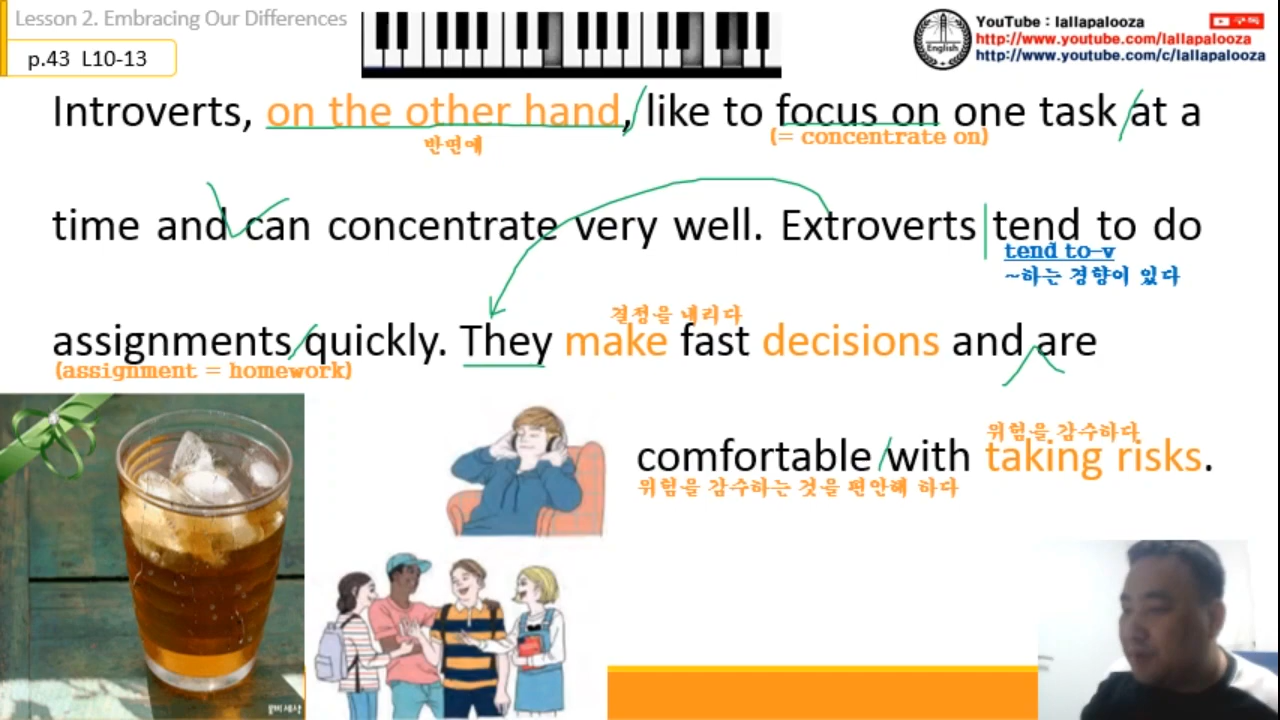 Lesson 2. Embracing Our Differences
p.43 L10-13
English
YouTube : lallapalooza
구독
http://www.youtube.com/lallapalooza
http://www.youtube.com/c/lallapalooza
Introverts, on the other hand, like to focus on one task at a
반면에
(= concentrate on)
time and can concentrate very well. Extroverts tend to do
tend to-v
~하는 경향이 있다
결정을 내리다
assignments quickly. They make fast decisions and are
(assignment = homework)
위험을 감수하다
comfortable with taking risks.
위험을 감수하는 것을 편안해 하다